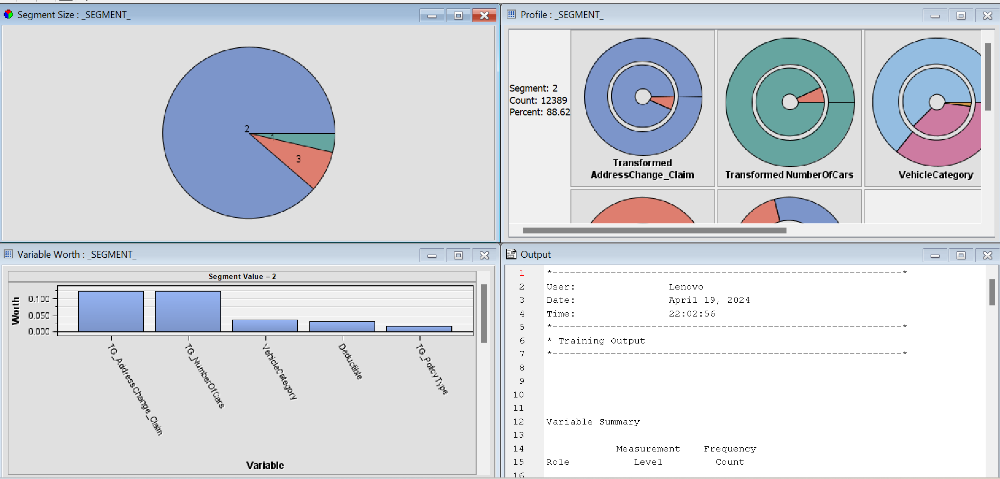 Segment Size : _SEGMENT_
2
1
3
Profile : _SEGMENT_
Segment: 2
Count: 12389
Percent: 88.62
Transformed
AddressChange_Claim
Transformed NumberOfCars
VehicleCategory
Variable Worth : _SEGMENT_
Segment Value = 2
Worth
0.100
0.050
0.000
TG_AddressChange_Claim
TG_NumberOfCars
VehicleCategory
Deductible
TG_PolicyType
Variable
Output
1 *------------------------------------------------------------*
2 User: Lenovo
3 Date: April 19, 2024
4 Time: 22:02:56
5 *------------------------------------------------------------*
6 * Training Output
7 *------------------------------------------------------------*
8
9
10
11
12 Variable Summary
13
14 Measurement Frequency
15 Role Level Count
16